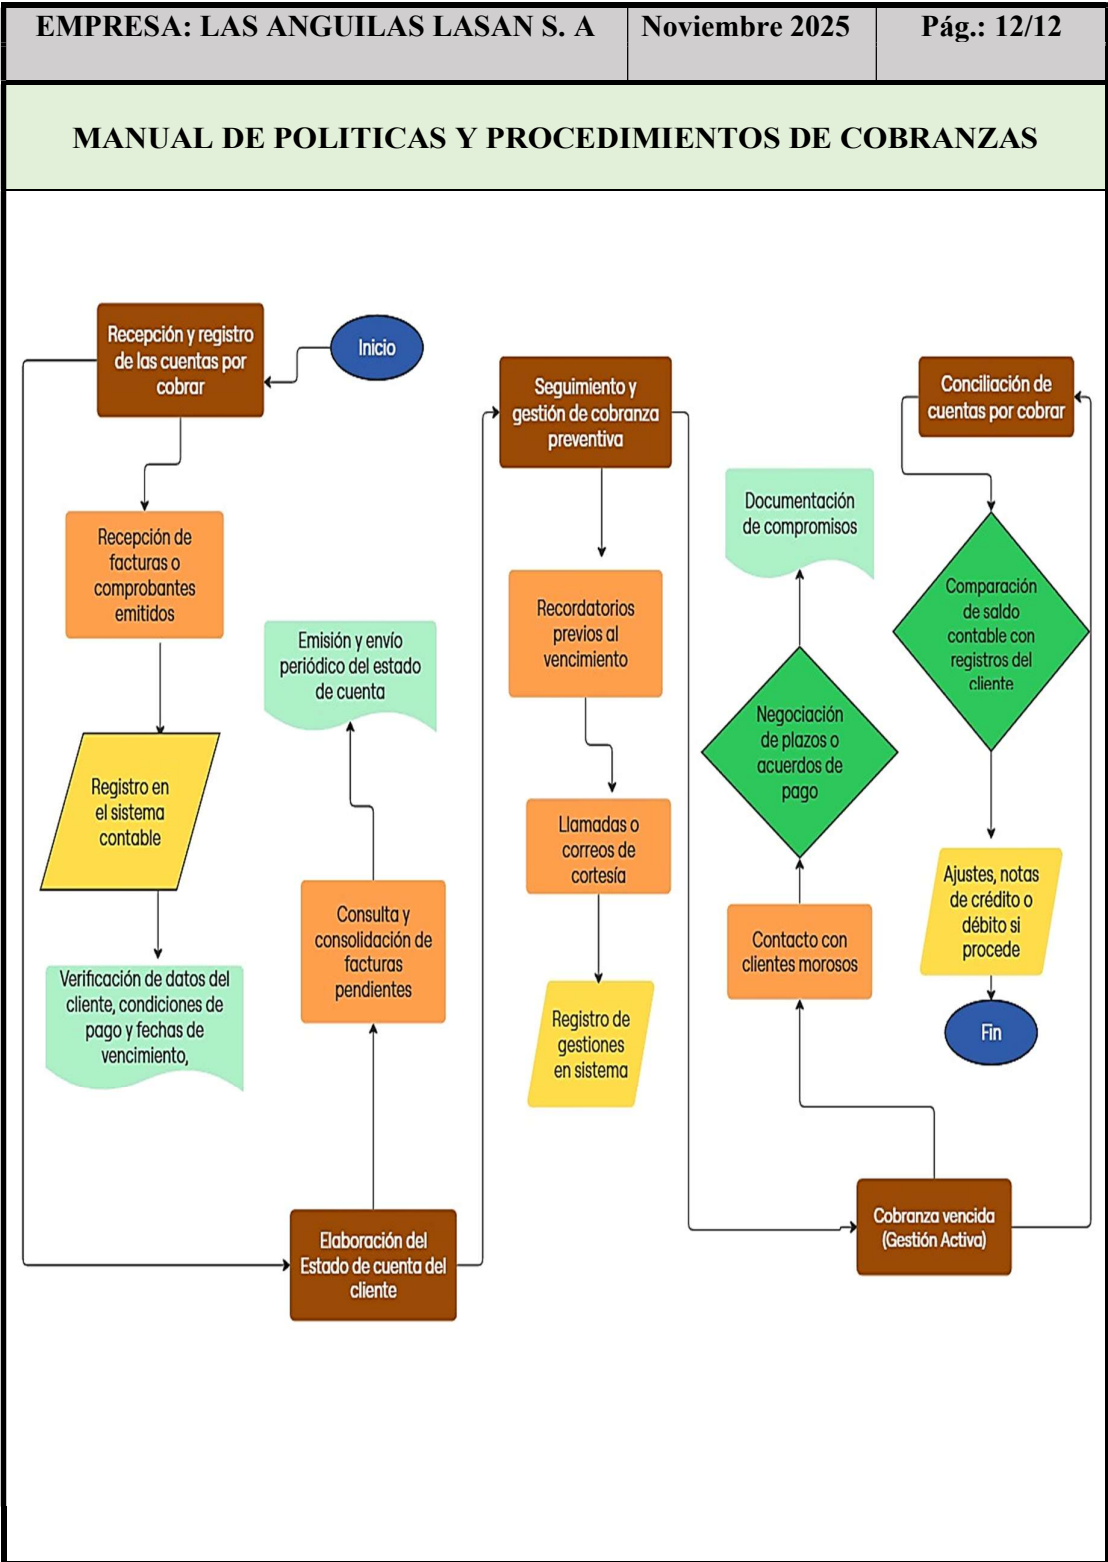 EMPRESA: LAS ANGUILAS LASAN S. A
Noviembre 2025
Pág.: 12/12
MANUAL DE POLITICAS Y PROCEDIMIENTOS DE COBRANZAS
Inicio
Recepción y registro
de las cuentas por
cobrar
Recepción de
facturas o
comprobantes
emitidos
Registro en
el sistema
contable
Verificación de datos del
cliente, condiciones de
pago y fechas de
vencimiento,
Elaboración del
Estado de cuenta del
cliente
Consulta y
consolidación de
facturas
pendientes
Emisión y envío
periódico del estado
de cuenta
Seguimiento y
gestión de cobranza
preventiva
Recordatorios
previos al
vencimiento
Llamadas o
correos de
cortesía
Registro de
gestiones
en sistema
Cobranza vencida
(Gestión Activa)
Contacto con
clientes morosos
Negociación
de plazos o
acuerdos de
pago
Documentación
de compromisos
Conciliación de
cuentas por cobrar
Comparación
de saldo
contable con
registros del
cliente
Ajustes, notas
de crédito o
débito si
procede
Fin